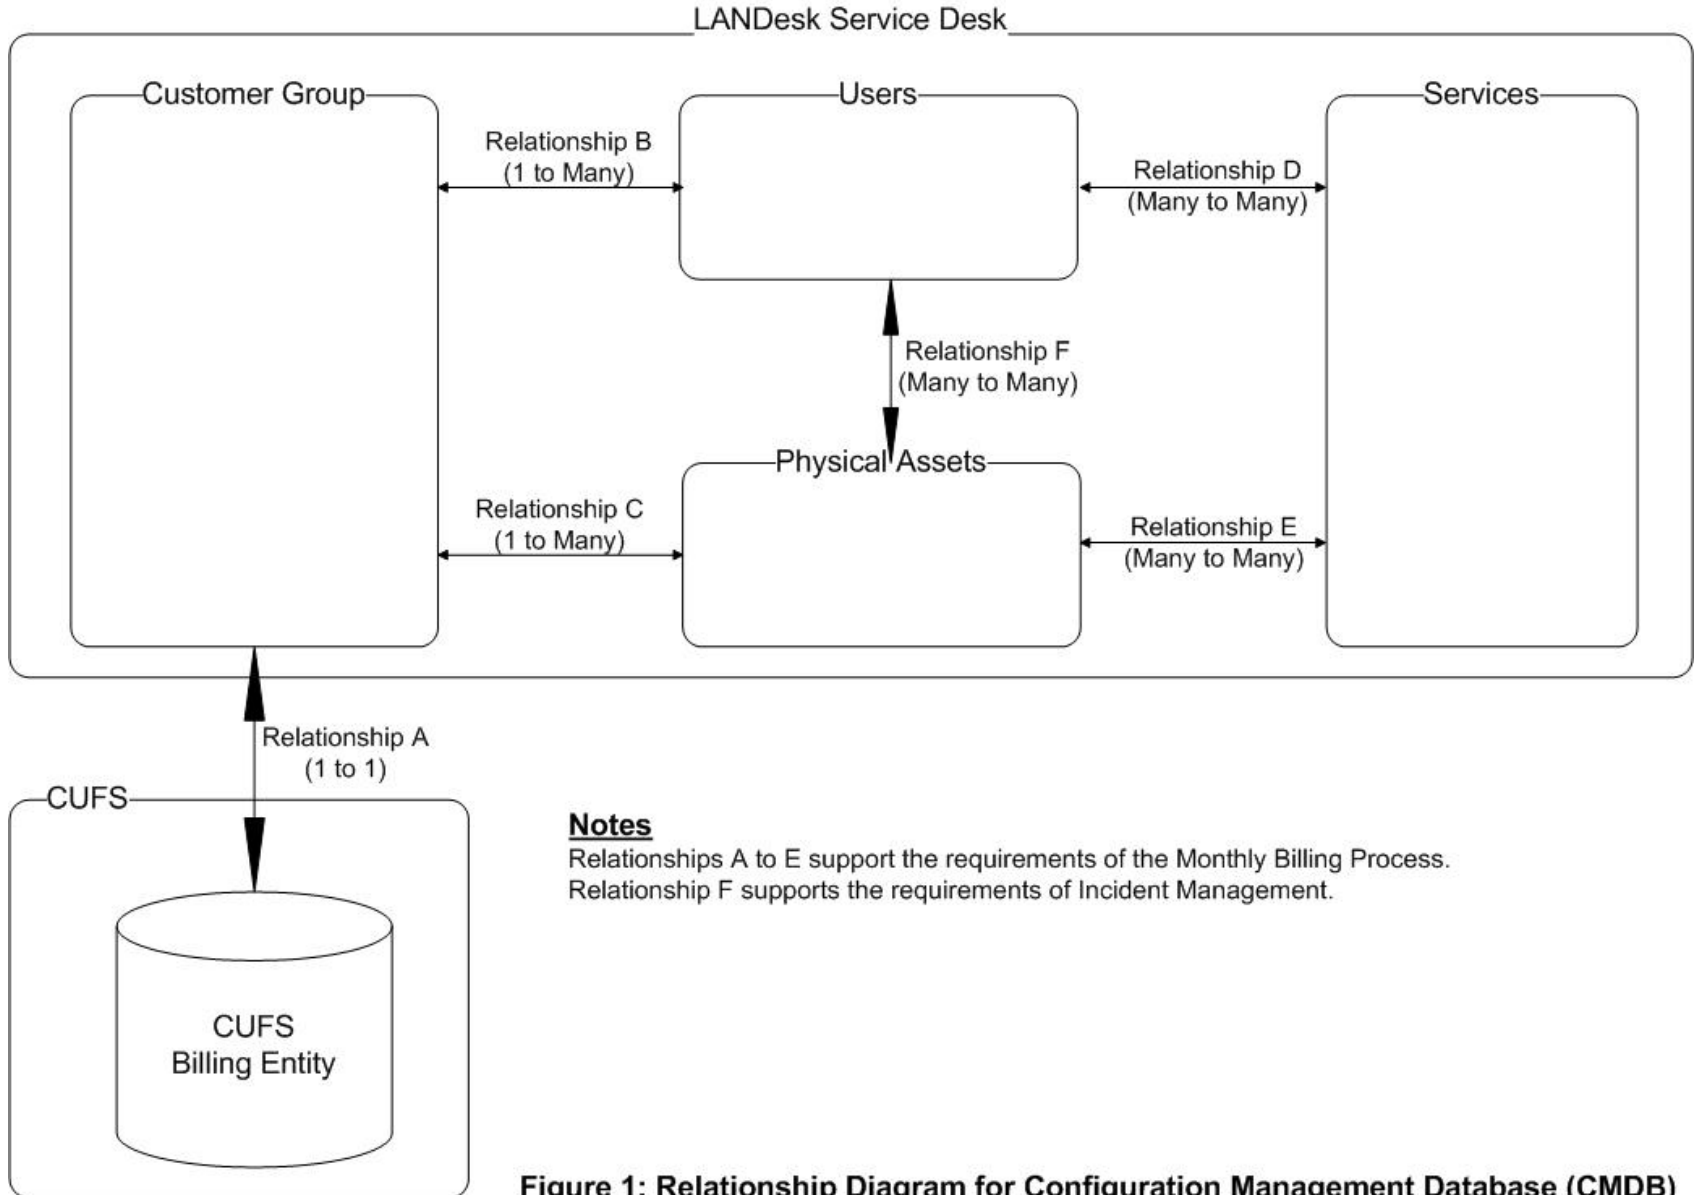 LANDesk Service Desk
Customer Group
Users
Services
Relationship B
(1 to Many)
Relationship D
(Many to Many)
Relationship F
(Many to Many)
Physical Assets
Relationship C
(1 to Many)
Relationship E
(Many to Many)
Relationship A
(1 to 1)
CUFS
Notes
Relationships A to E support the requirements of the Monthly Billing Process.
Relationship F supports the requirements of Incident Management.
CUFS
Billing Entity
Figure 1: Relationship Diagram for Configuration Management Database (CMDB)